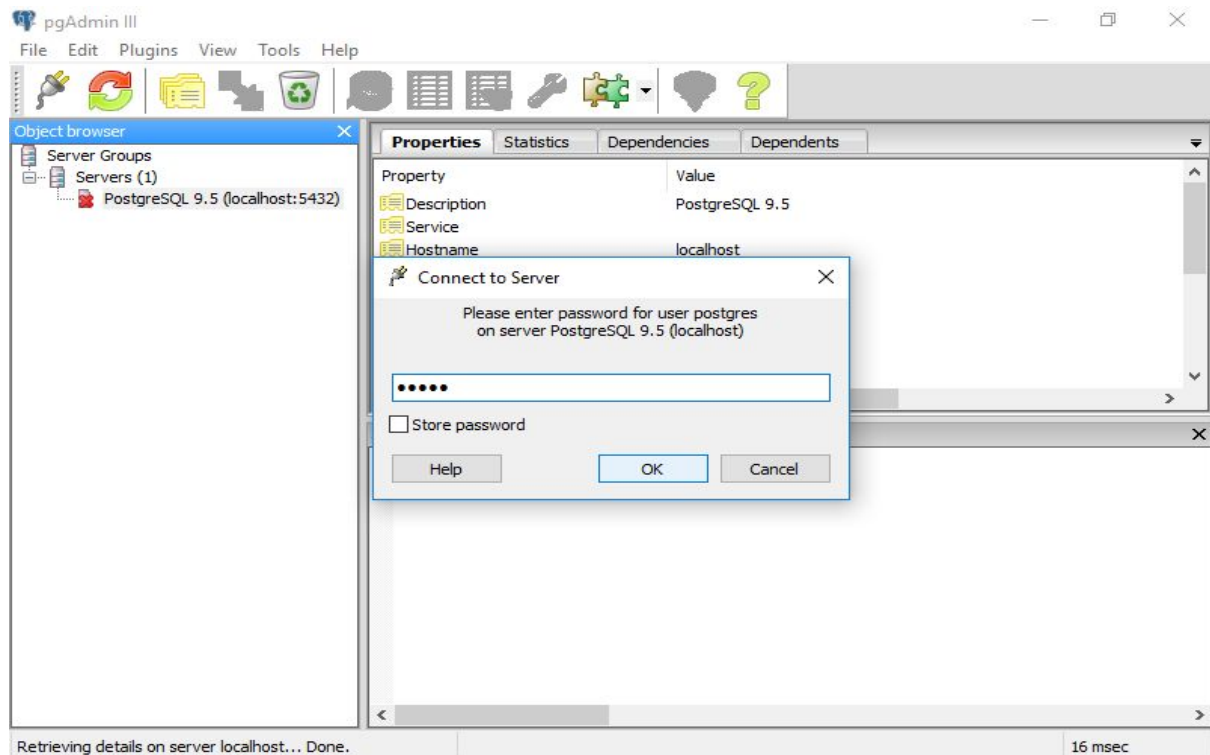 pgAdmin III
File Edit Plugins View Tools Help
Object browser
Server Groups
Servers (1)
PostgreSQL 9.5 (localhost:5432)
Properties Statistics Dependencies Dependents
Property Value
Description PostgreSQL 9.5
Service
Hostname localhost
Connect to Server
Please enter password for user postgres
on server PostgreSQL 9.5 (localhost)
•••••
Store password
Help OK Cancel
Retrieving details on server localhost... Done. 16 msec